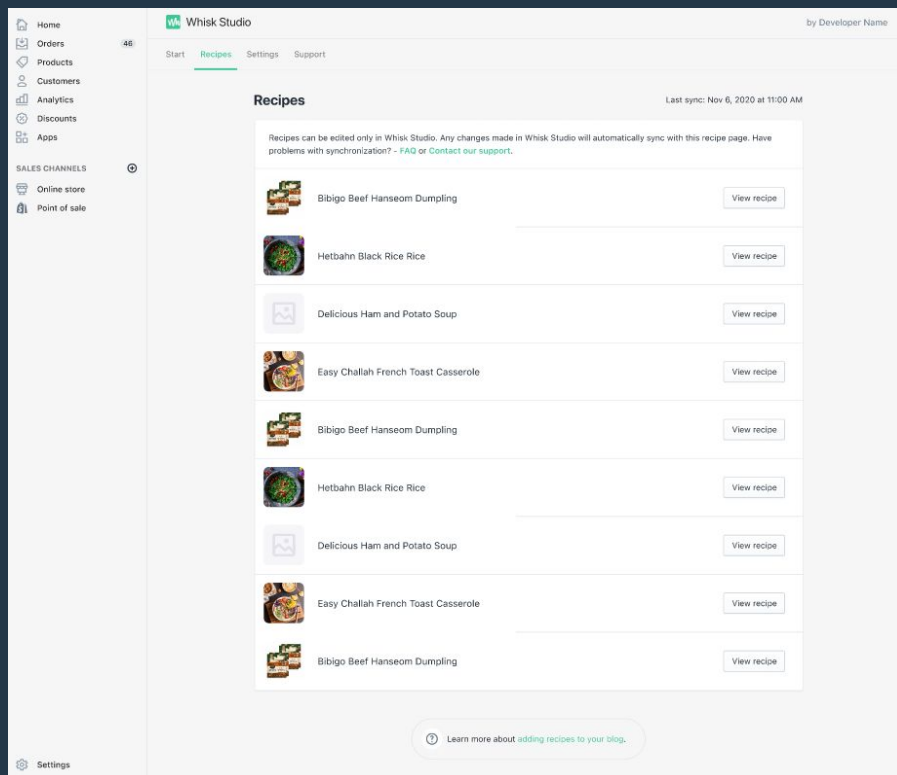 Home
Orders 46
Products
Customers
Analytics
Discounts
Apps
SALES CHANNELS
Online store
Point of sale
Settings
Wk Whisk Studio
by Developer Name
Start Recipes Settings Support
Recipes
Last sync: Nov 6, 2020 at 11:00 AM
Recipes can be edited only in Whisk Studio. Any changes made in Whisk Studio will automatically sync with this recipe page. Have
problems with synchronization? - FAQ or Contact our support.
Bibigo Beef Hanseom Dumpling View recipe
Hetbahn Black Rice Rice View recipe
Delicious Ham and Potato Soup View recipe
Easy Challah French Toast Casserole View recipe
Bibigo Beef Hanseom Dumpling View recipe
Hetbahn Black Rice Rice View recipe
Delicious Ham and Potato Soup View recipe
Easy Challah French Toast Casserole View recipe
Bibigo Beef Hanseom Dumpling View recipe
Learn more about adding recipes to your blog.